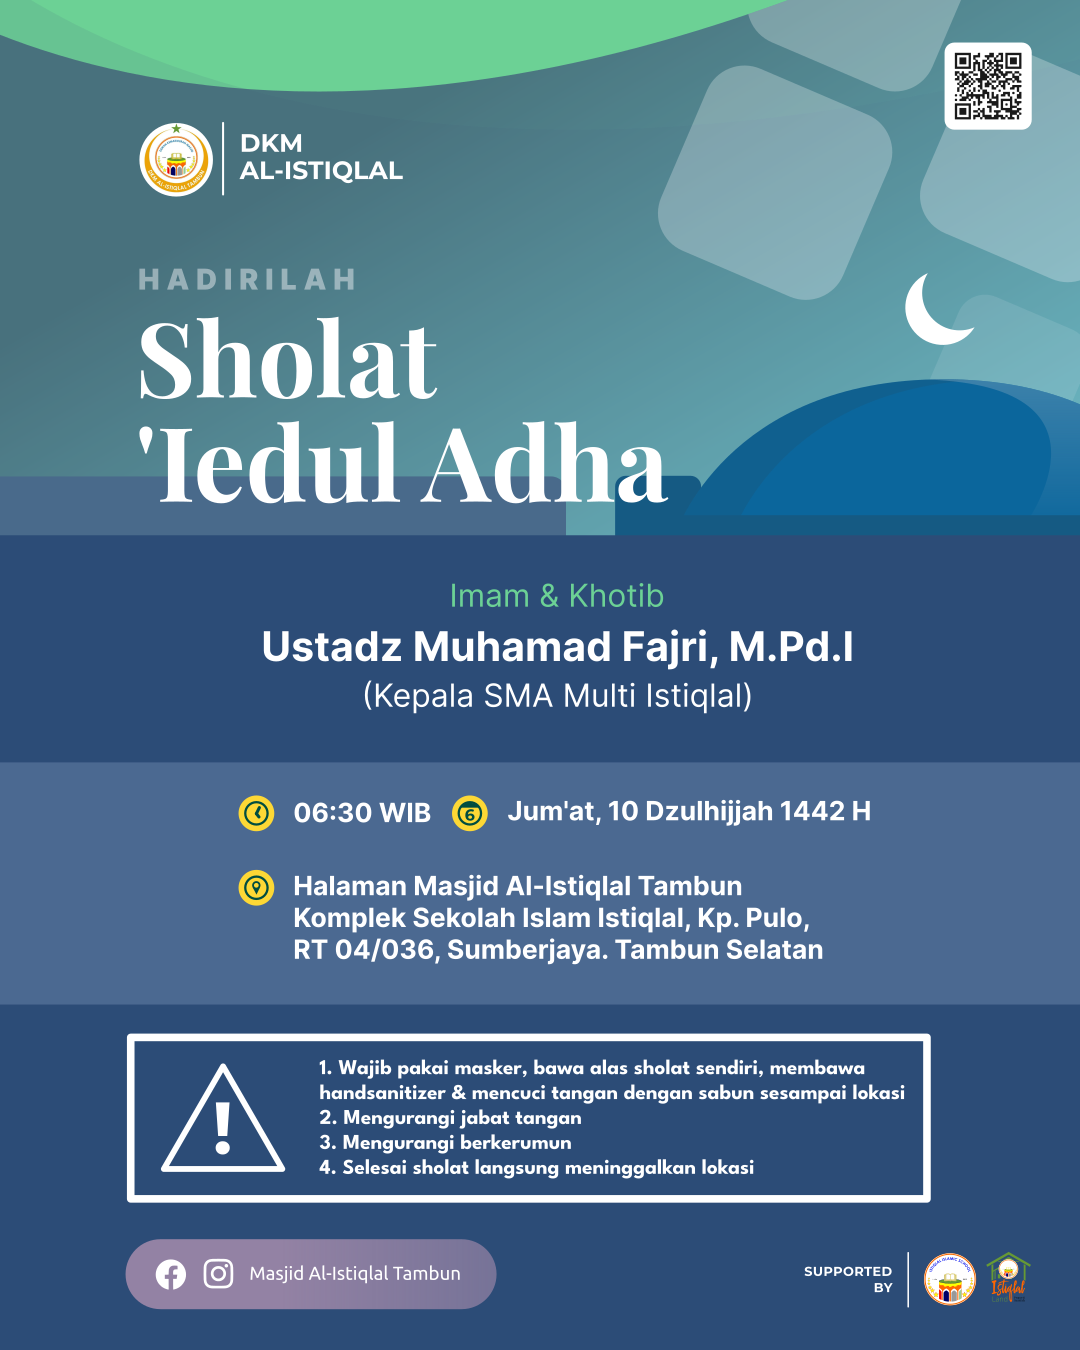 DKM
AL-ISTIQLAL
HADIRILAH
Sholat
'Iedul Adha
Imam & Khotib
Ustadz Muhamad Fajri, M.Pd.I
(Kepala SMA Multi Istiqlal)
06:30 WIB
6
Jum'at, 10 Dzulhijjah 1442 H
Halaman Masjid Al-Istiqlal Tambun
Komplek Sekolah Islam Istiqlal, Kp. Pulo,
RT 04/036, Sumberjaya. Tambun Selatan
!
1. Wajib pakai masker, bawa alas sholat sendiri, membawa
handsanitizer & mencuci tangan dengan sabun sesampai lokasi
2. Mengurangi jabat tangan
3. Mengurangi berkerumun
4. Selesai sholat langsung meninggalkan lokasi
Masjid Al-Istiqlal Tambun
SUPPORTED
BY
Istiqlal